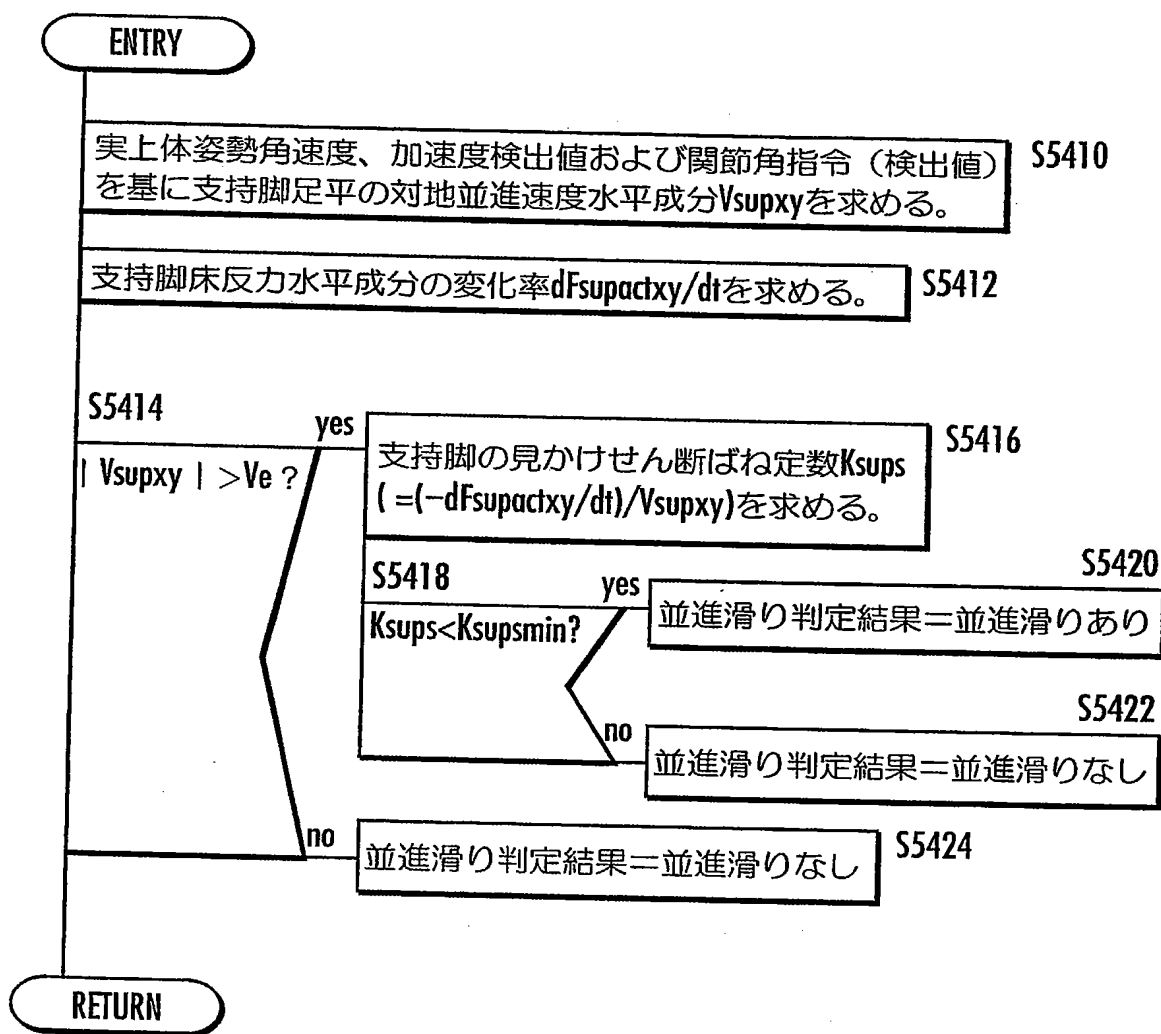 ENTRY
実上体姿勢角速度、加速度検出値および関節角指令（検出値）
を基に支持脚足平の対地並進速度水平成分Vsupxyを求める。
S5410
支持脚床反力水平成分の変化率dFsupactxy/dtを求める。
S5412
S5414
| Vsupxy | >Ve ?
yes
支持脚の見かけせん断ばね定数Ksups
( =(−dFsupactxy/dt)/Vsupxy)を求める。
S5416
S5418
Ksups<Ksupsmin?
yes
S5420
並進滑り判定結果＝並進滑りあり
S5422
no
並進滑り判定結果＝並進滑りなし
no
並進滑り判定結果＝並進滑りなし
S5424
RETURN